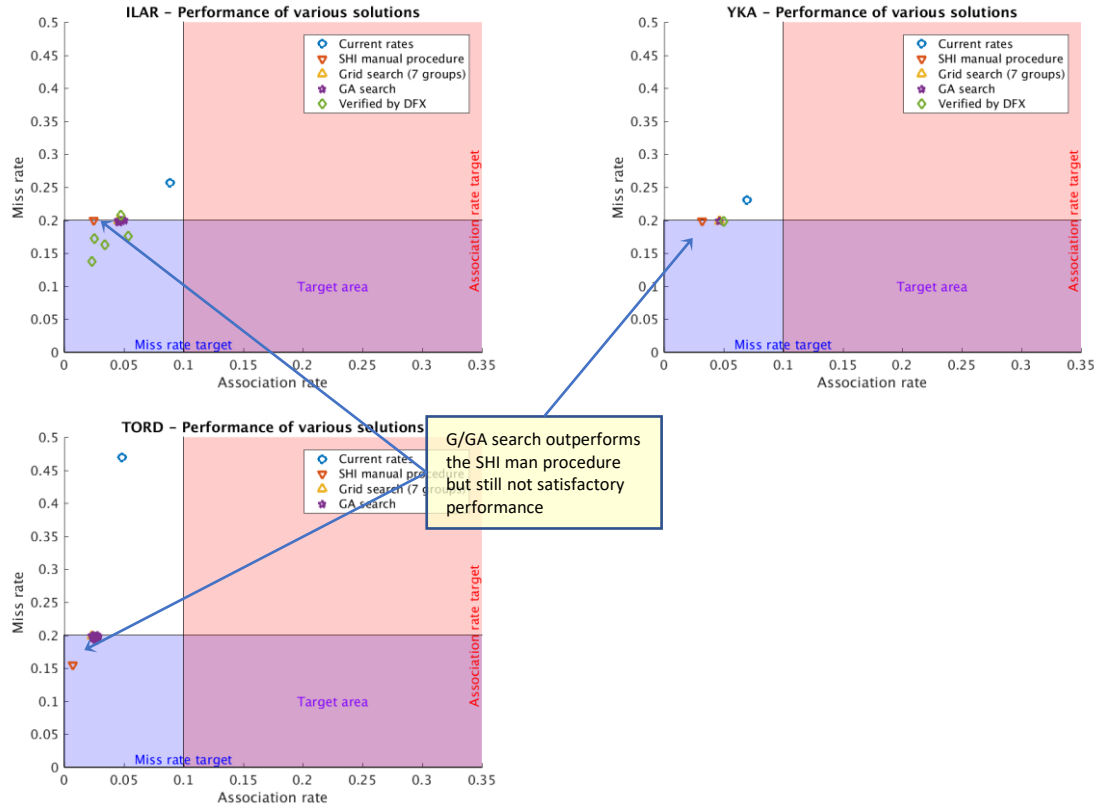 ILAR – Performance of various solutions
0.5
0.45
0.4
0.35
0.3
0.25
0.2
0.15
0.1
0.05
0
Miss rate
Current rates
SHI manual procedure
Grid search (7 groups)
GA search
Verified by DFX
Association rate target
Target area
Miss rate target
0 0.05 0.1 0.15 0.2 0.25 0.3 0.35
Association rate
YKA – Performance of various solutions
0.5
0.45
0.4
0.35
0.3
0.25
0.2
0.15
0.1
0.05
0
Miss rate
Current rates
SHI manual procedure
Grid search (7 groups)
GA search
Verified by DFX
Association rate target
Target area
Miss rate target
0 0.05 0.1 0.15 0.2 0.25 0.3 0.35
Association rate
TORD – Performance of various solutions
0.5
0.45
0.4
0.35
0.3
0.25
0.2
0.15
0.1
0.05
0
Miss rate
Current rates
SHI manual procedure
Grid search (7 groups)
GA search
Association rate target
Target area
Miss rate target
0 0.05 0.1 0.15 0.2 0.25 0.3 0.35
Association rate
G/GA search outperforms
the SHI man procedure
but still not satisfactory
performance